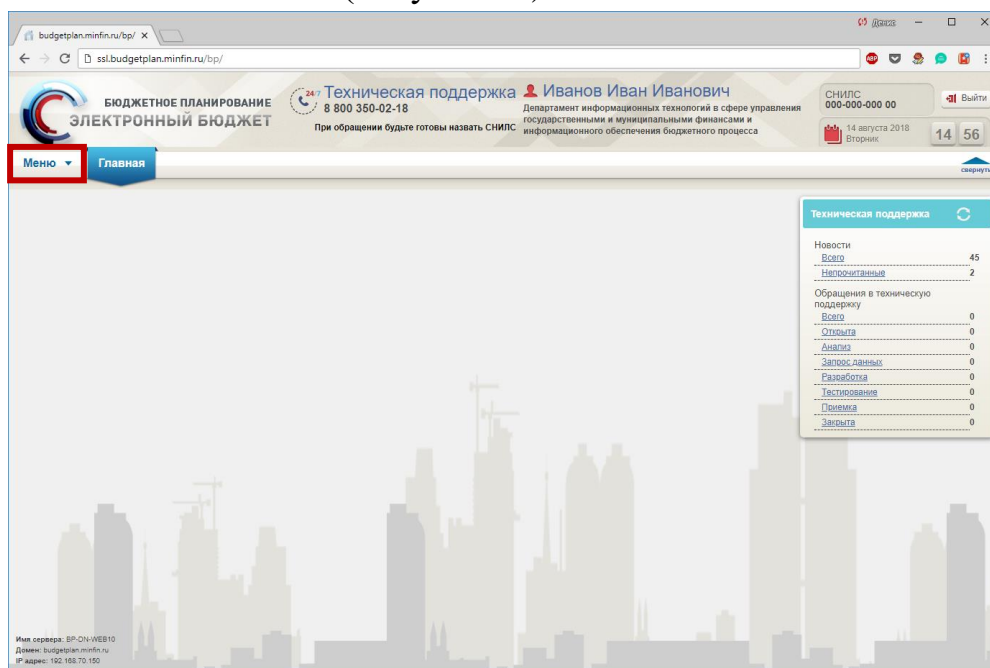 Денис
budgetplan.minfin.ru/bp/
ssl.budgetplan.minfin.ru/bp/
ABP
БЮДЖЕТНОЕ ПЛАНИРОВАНИЕ
ЭЛЕКТРОННЫЙ БЮДЖЕТ
24/7 Техническая поддержка
8 800 350-02-18
При обращении будьте готовы назвать СНИЛС
Иванов Иван Иванович
Департамент информационных технологий в сфере управления
государственными и муниципальными финансами и
информационного обеспечения бюджетного процесса
СНИЛС
000-000-000 00
Выйти
14 августа 2018
Вторник
14 56
Меню
Главная
свернуть
Техническая поддержка
Новости
Всего 45
Непрочитанные 2
Обращения в техническую
поддержку
Всего 0
Открыта 0
Анализ 0
Запрос данных 0
Разработка 0
Тестирование 0
Приемка 0
Закрыта 0
Имя сервера: BP-DN-WEB10
Домен: budgetplan.minfin.ru
IP адрес: 192.168.70.150